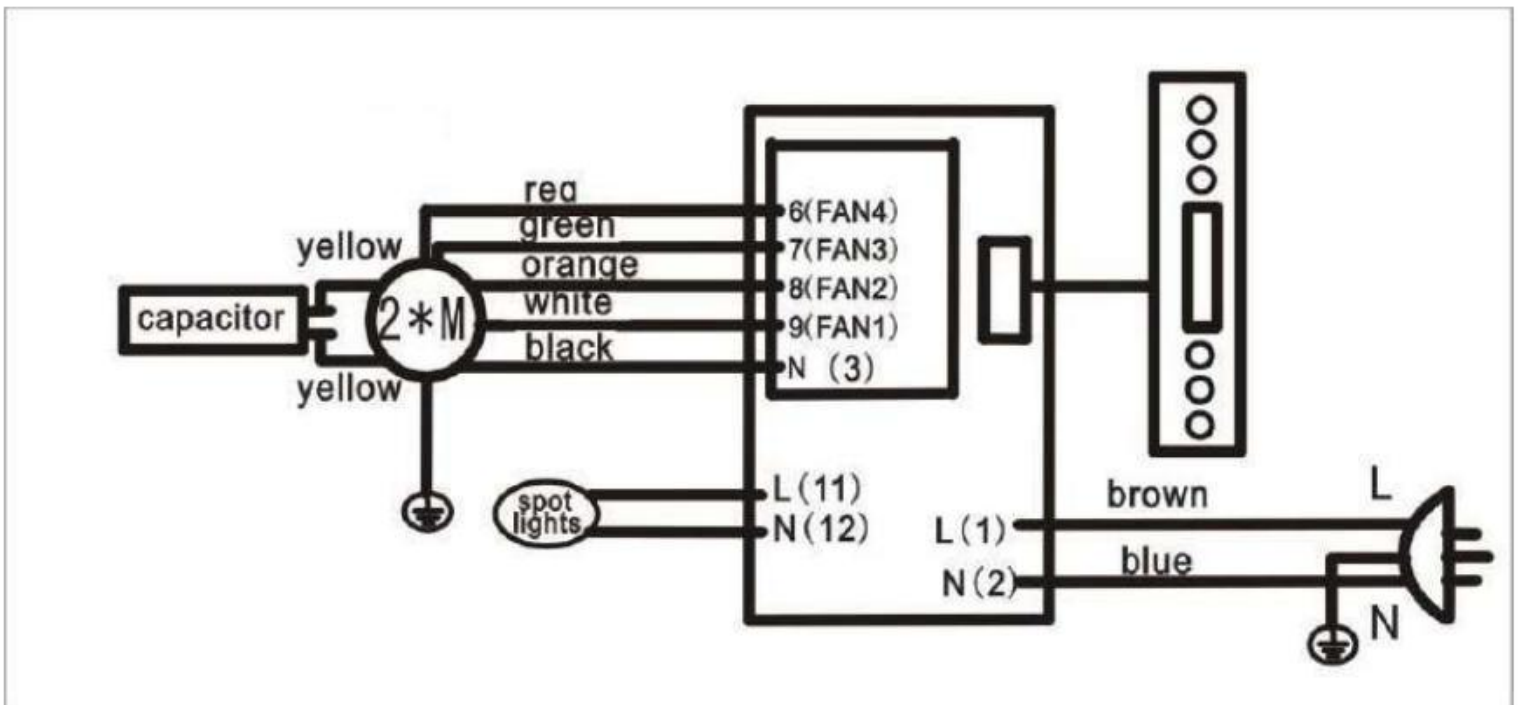 red
green
orange
white
black
yellow
yellow
capacitor
2*M
6(FAN4)
7(FAN3)
8(FAN2)
9(FAN1)
N (3)
spot
lights
L(11)
N(12)
L(1)
N(2)
brown
blue
L
N